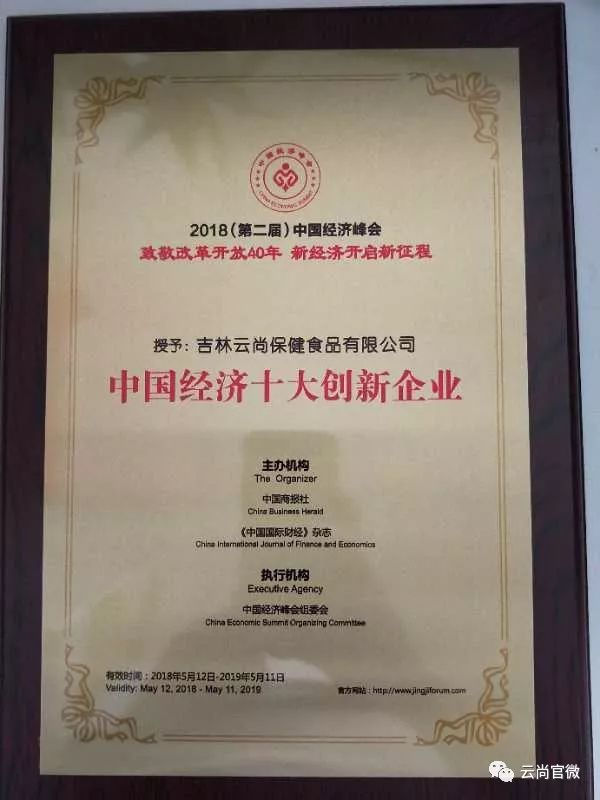 中国经济峰会
CHINA ECONOMIC SUMMIT
2018(第二届)中国经济峰会
致敬改革开放40年 新经济开启新征程
授予:吉林云尚保健食品有限公司
中国经济十大创新企业
主办机构
The Organizer
中国商报社
China Business Herald
《中国国际财经》杂志
China International Journal of Finance and Economics
执行机构
Executive Agency
中国经济峰会组委会
China Economic Summit Organizing Committee
有效时间:2018年5月12日-2019年5月11日
Validity: May 12, 2018 - May 11, 2019
官方网站:http://www.jingjiforum.com
云尚官微